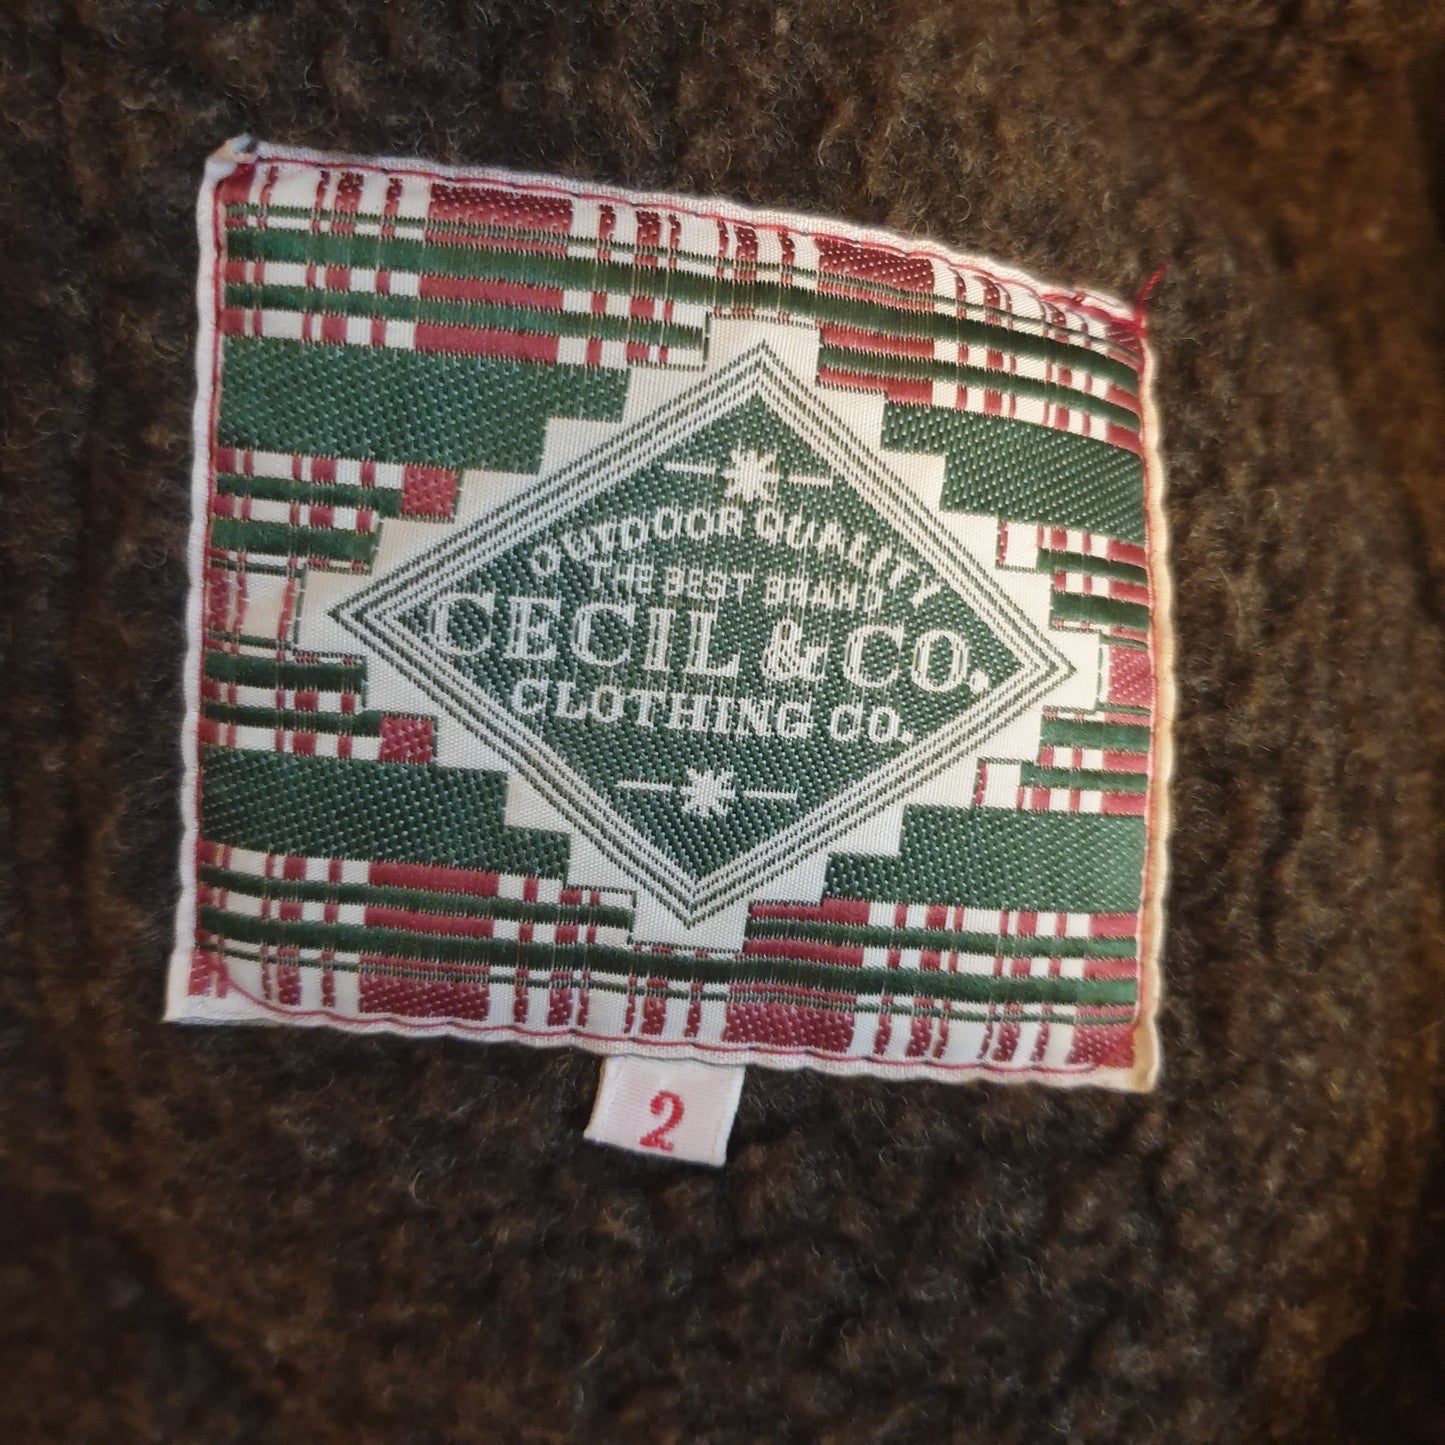 OUTDOOR QUALITY
THE BEST BRAND
CECIL & CO.
CLOTHING CO.
2